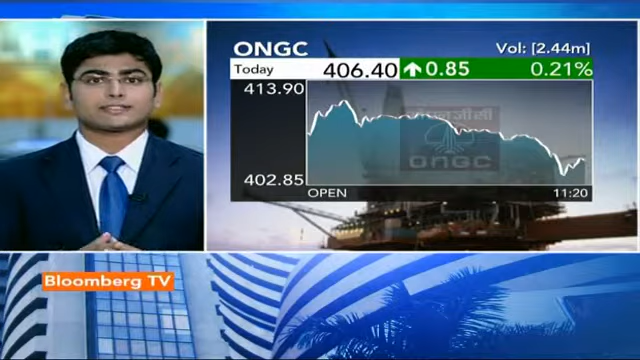 ONGC
Vol: [2.44m]
Today 406.40 0.85 0.21%
413.90
ONGC
402.85
OPEN 11:20
Bloomberg TV